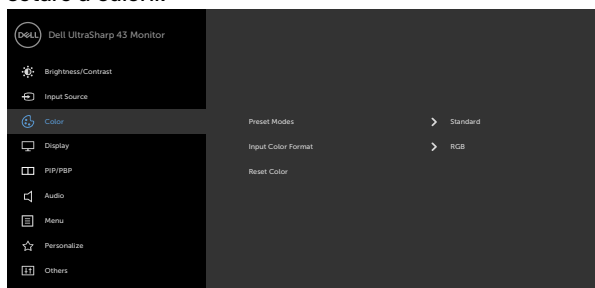 DELL
Dell UltraSharp 43 Monitor
Brightness/Contrast
Input Source
Color
Preset Modes
Standard
Display
Input Color Format
RGB
PIP/PBP
Reset Color
Audio
Menu
Personalize
Others